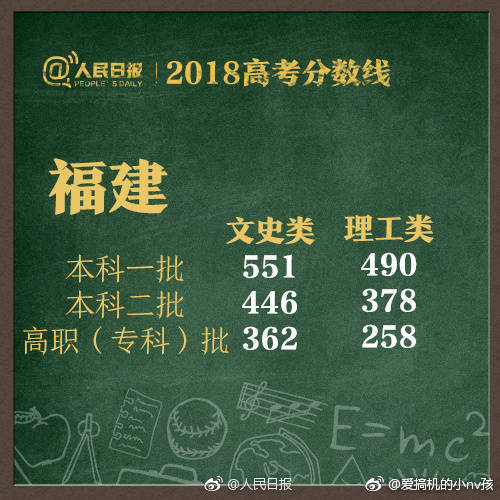 @人民日报 | 2018高考分数线
PEOPLE'S DAILY
福建
文史类 理工类
本科一批 551 490
本科二批 446 378
高职（专科）批 362 258
E=mc²
@人民日报 @爱搞机的小nv孩